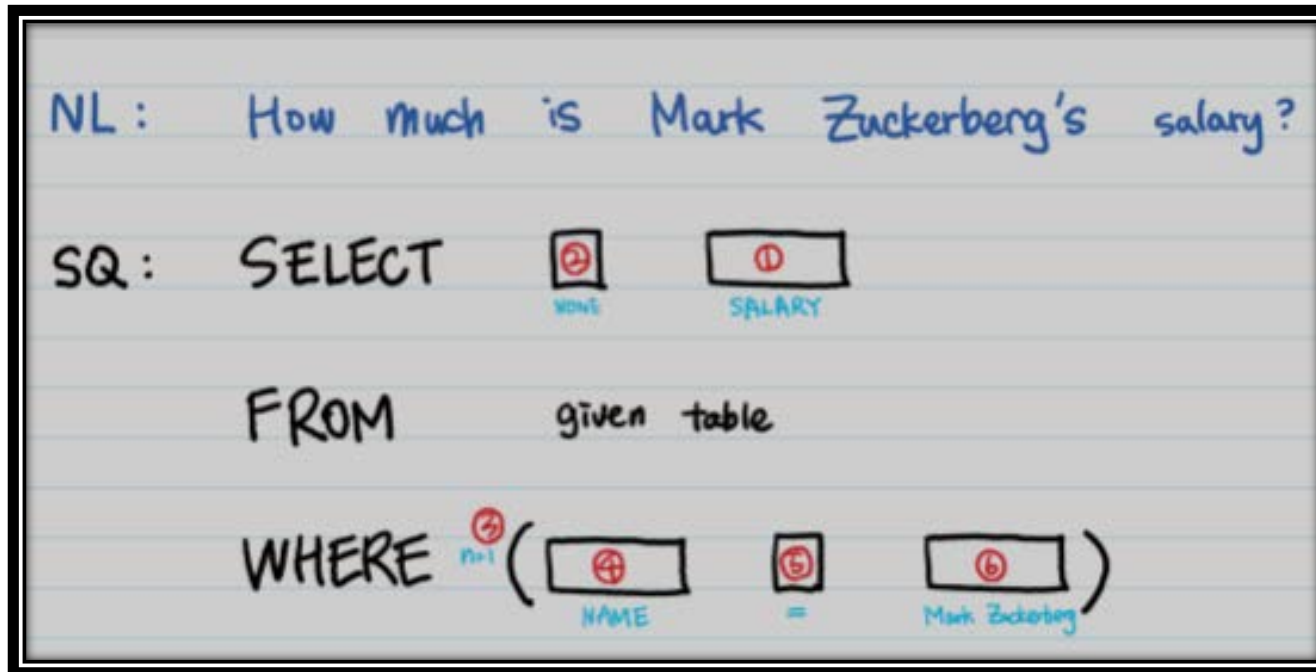 NL: How much is Mark Zuckerberg's salary?
SQ: SELECT ② ①
NONE SALARY
FROM given table
WHERE ③ ( ④ ⑤ ⑥ )
n=1
NAME = Mark Zuckerberg